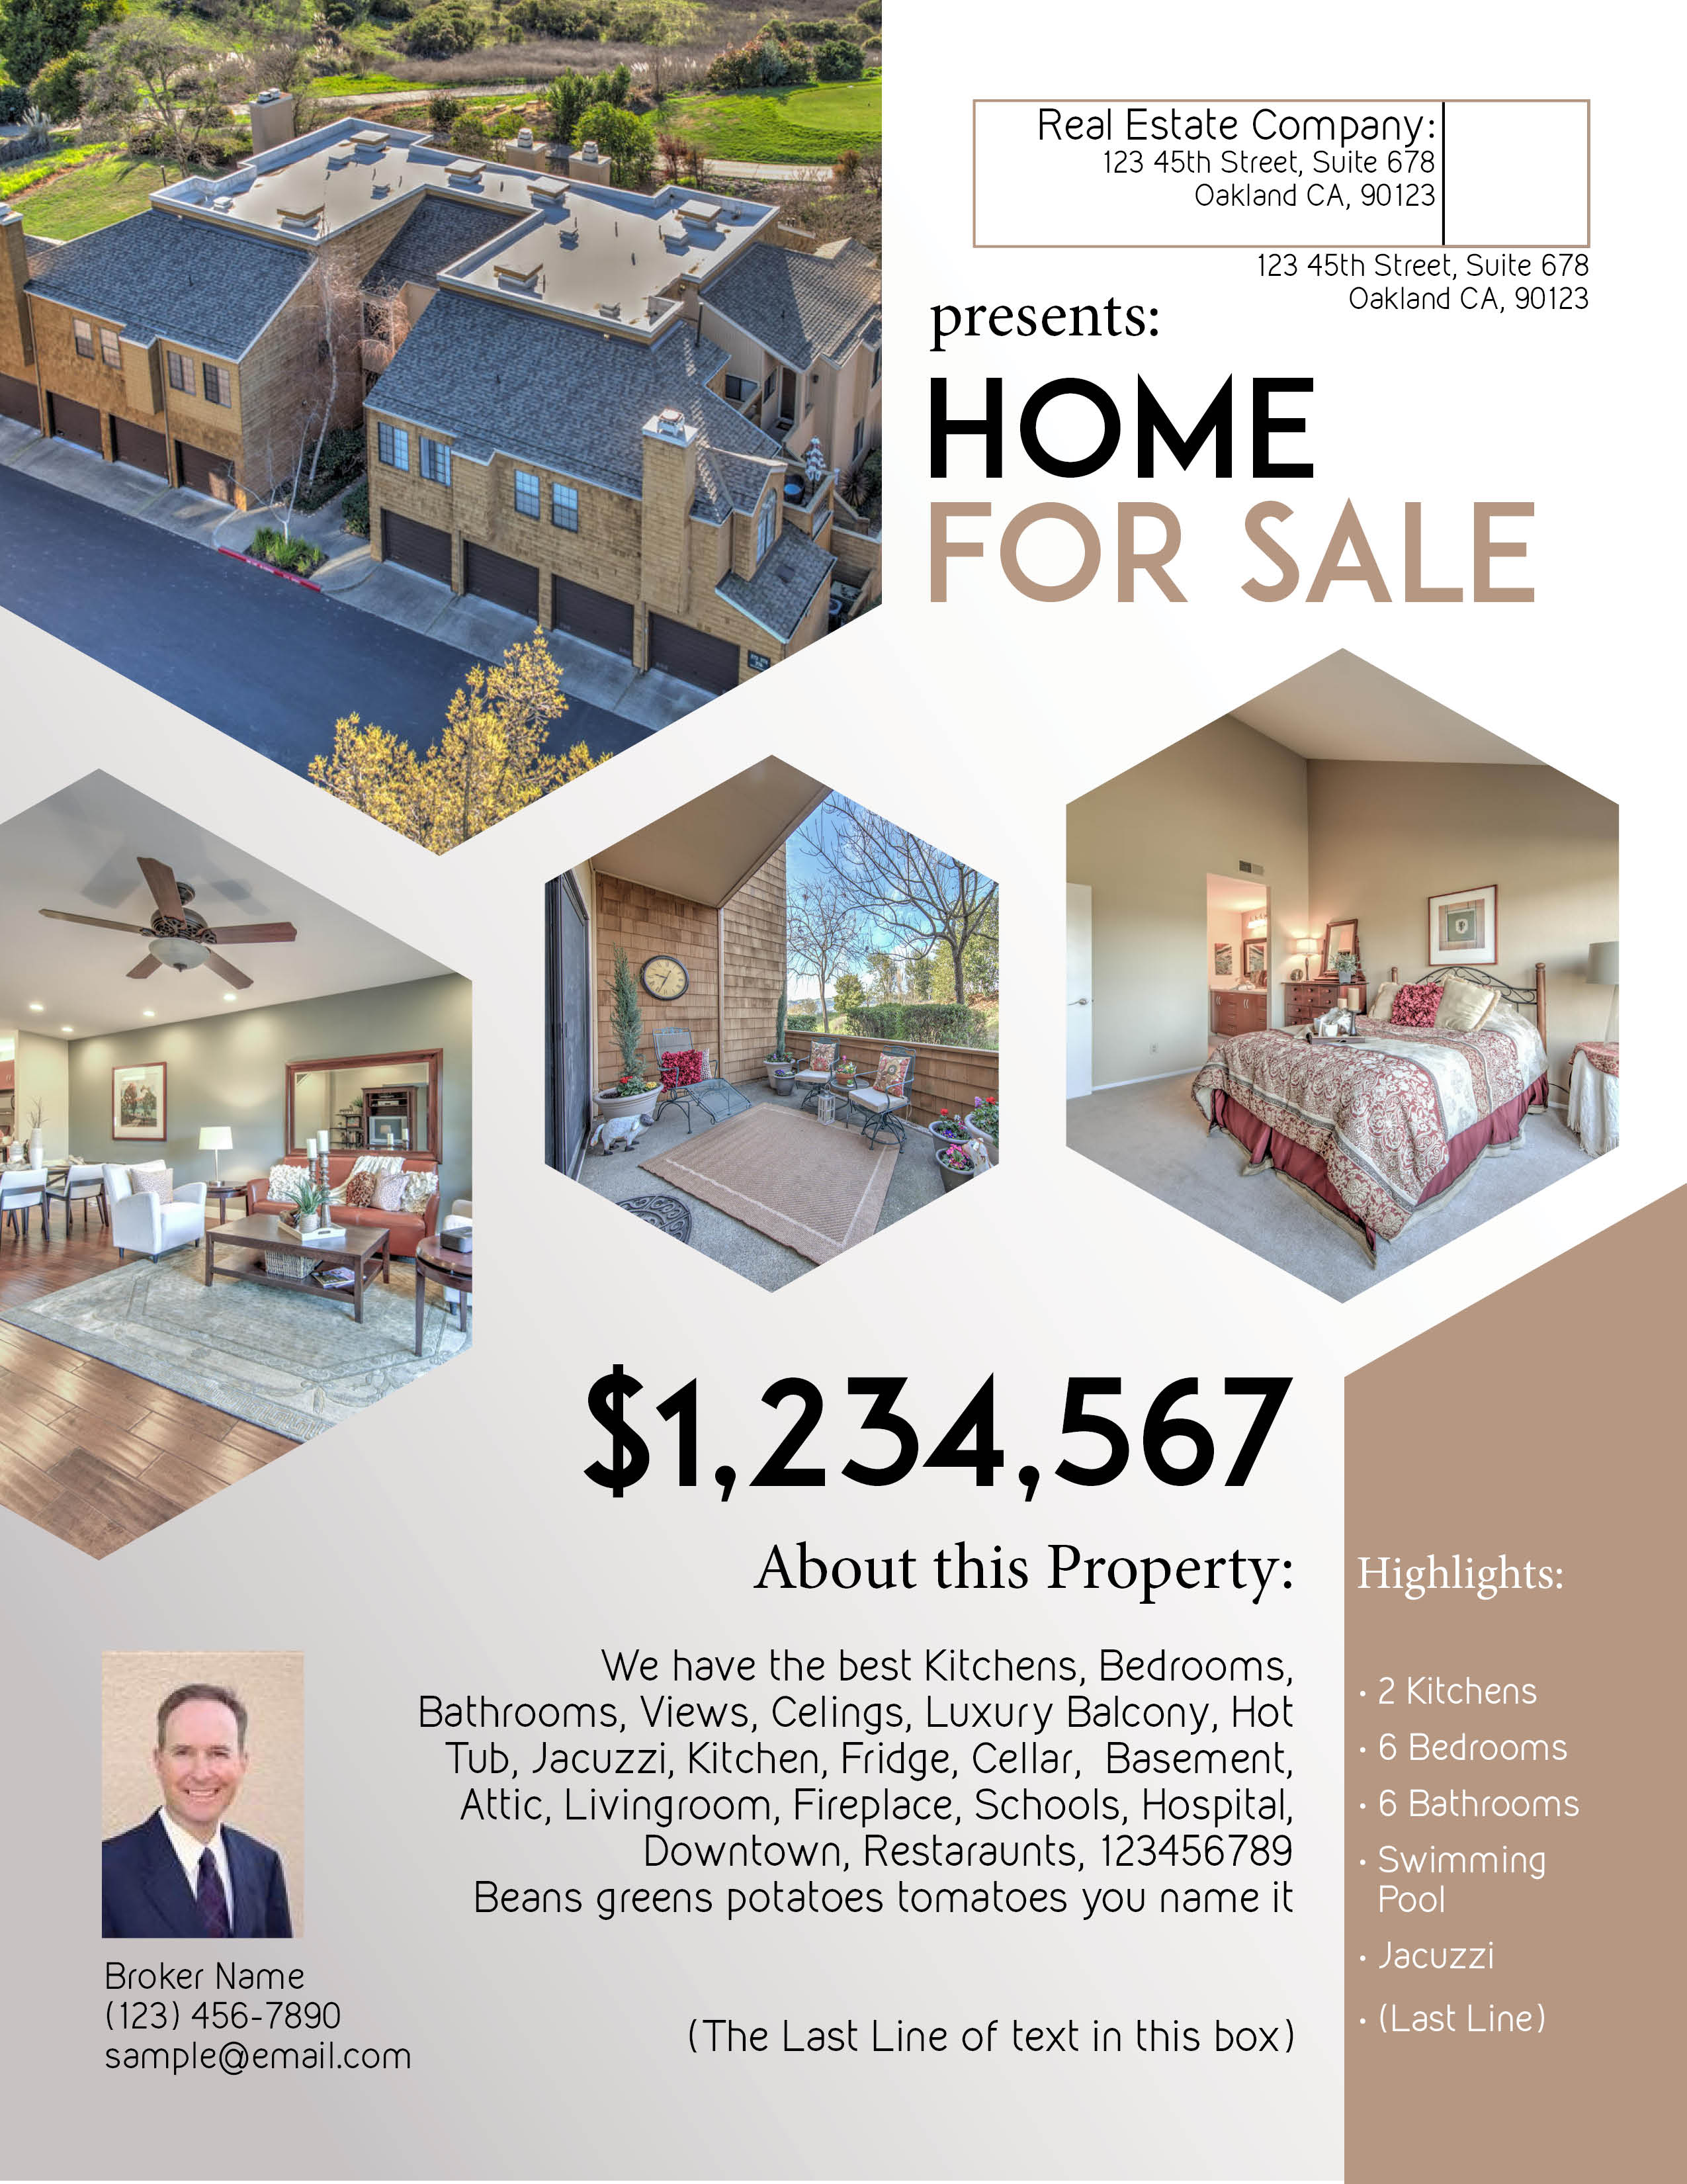 Real Estate Company:
123 45th Street, Suite 678
Oakland CA, 90123
123 45th Street, Suite 678
Oakland CA, 90123
presents:
HOME
FOR SALE
$1,234,567
About this Property:
We have the best Kitchens, Bedrooms,
Bathrooms, Views, Celings, Luxury Balcony, Hot
Tub, Jacuzzi, Kitchen, Fridge, Cellar,  Basement,
Attic, Livingroom, Fireplace, Schools, Hospital,
Downtown, Restaraunts, 123456789
Beans greens potatoes tomatoes you name it
(The Last Line of text in this box)
Highlights:
• 2 Kitchens
• 6 Bedrooms
• 6 Bathrooms
• Swimming
Pool
• Jacuzzi
• (Last Line)
Broker Name
(123) 456-7890
sample@email.com